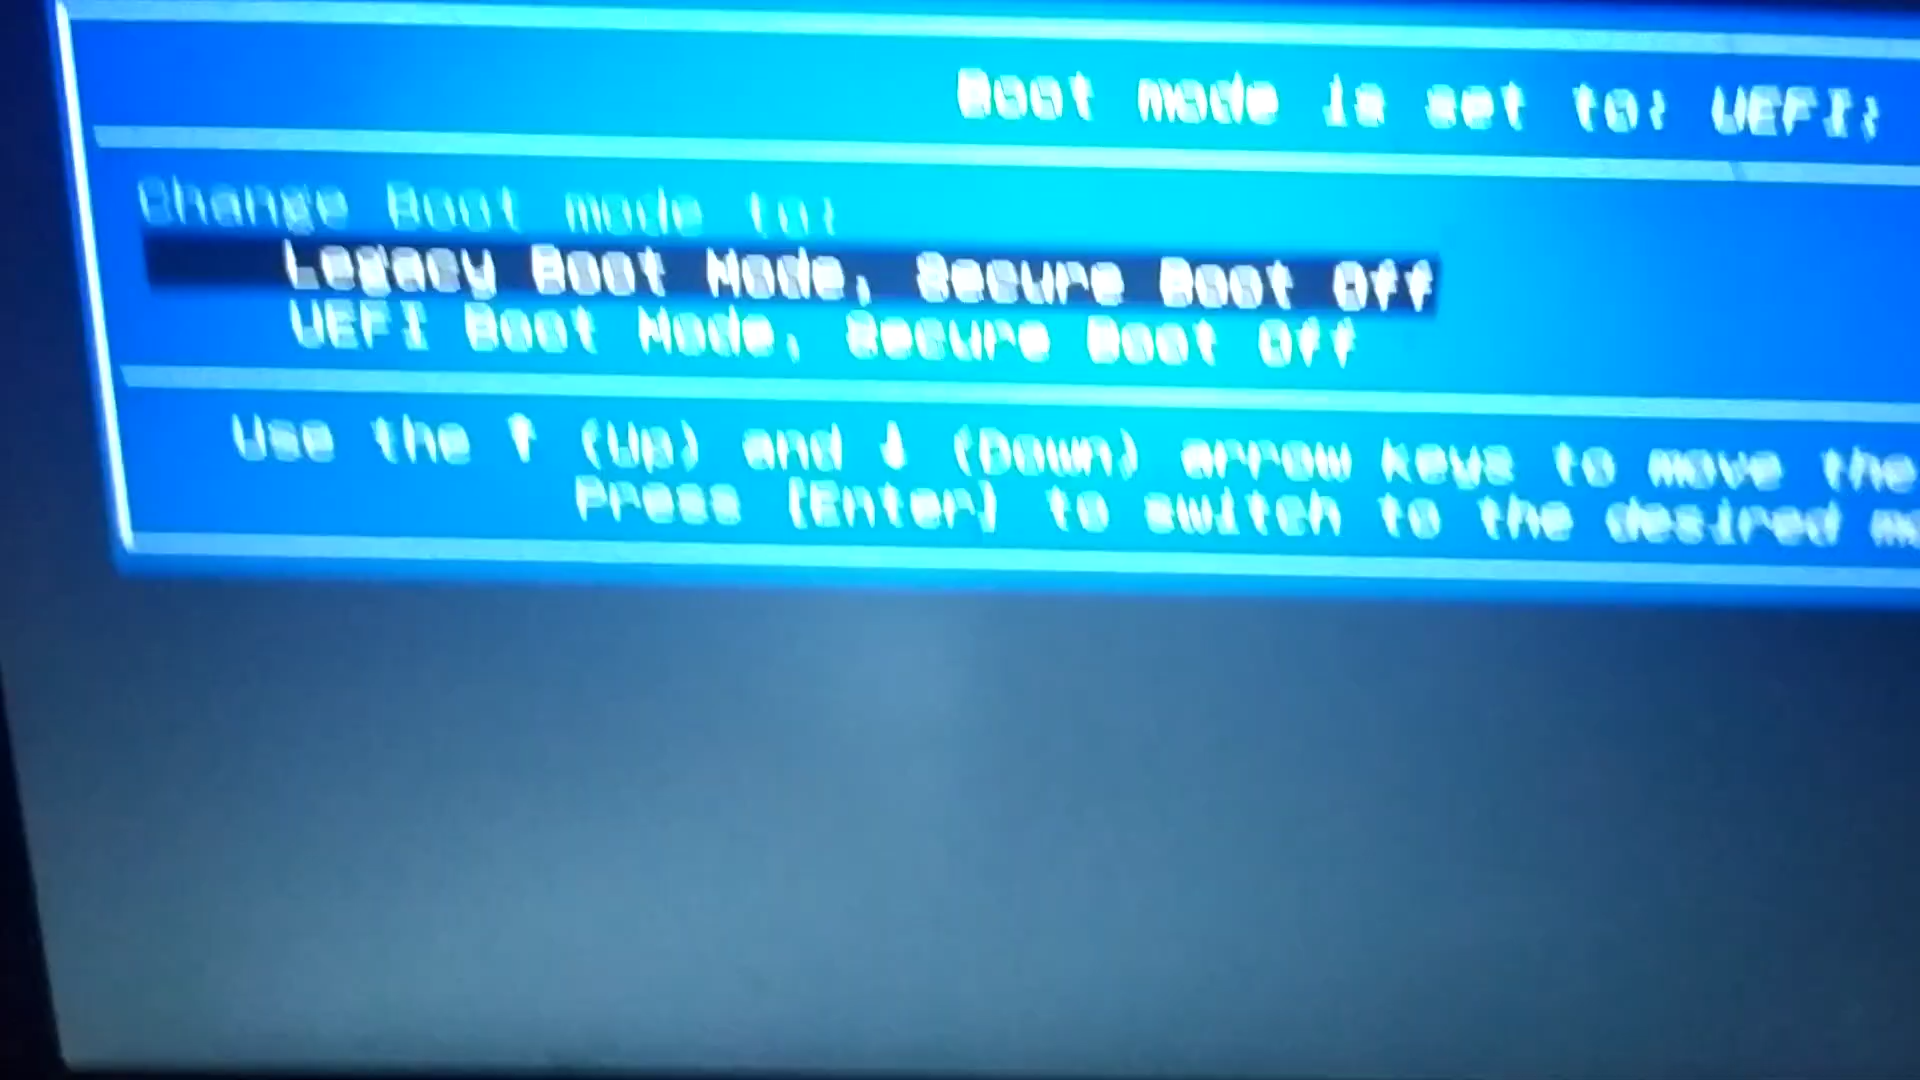 Boot mode is set to: UEFI;
Change Boot mode to:
Legacy Boot Mode, Secure Boot Off
UEFI Boot Mode, Secure Boot Off
Use the ↑ (Up) and ↓ (Down) arrow keys to move the
Press [Enter] to switch to the desired